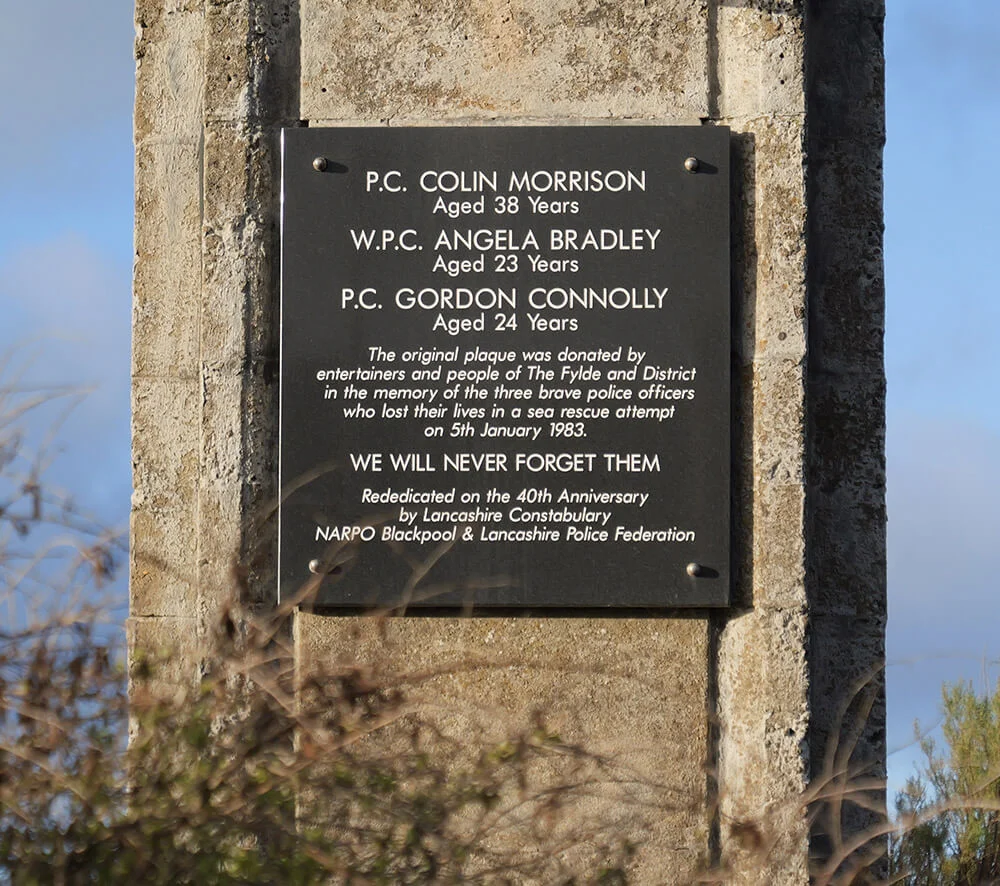 P.C. COLIN MORRISON
Aged 38 Years
W.P.C. ANGELA BRADLEY
Aged 23 Years
P.C. GORDON CONNOLLY
Aged 24 Years
The original plaque was donated by
entertainers and people of The Fylde and District
in the memory of the three brave police officers
who lost their lives in a sea rescue attempt
on 5th January 1983.
WE WILL NEVER FORGET THEM
Rededicated on the 40th Anniversary
by Lancashire Constabulary
NARPO Blackpool & Lancashire Police Federation